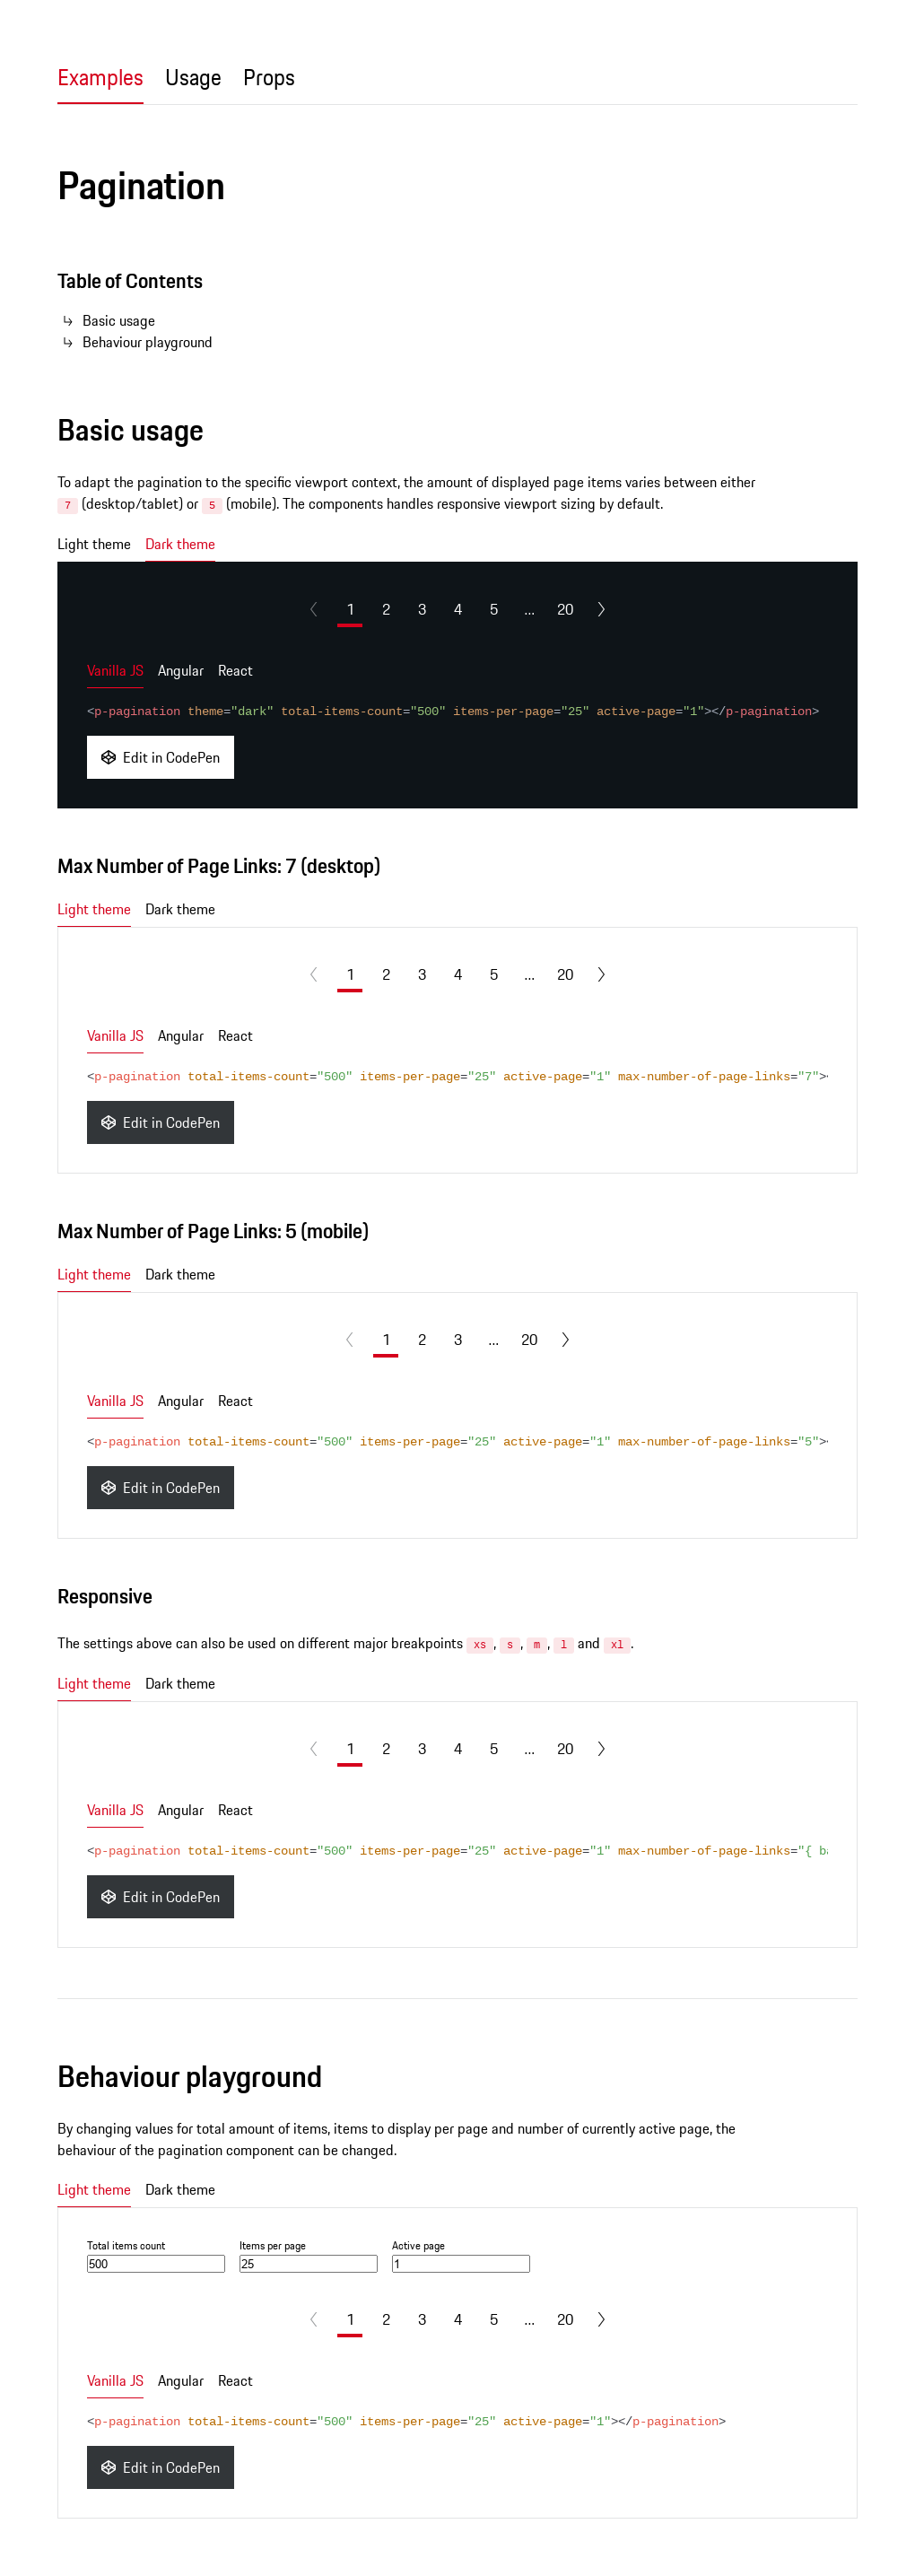 Examples Usage Props
Pagination
Table of Contents
Basic usage
Behaviour playground
Basic usage
To adapt the pagination to the specific viewport context, the amount of displayed page items varies between either
7 (desktop/tablet) or 5 (mobile). The components handles responsive viewport sizing by default.
Light theme Dark theme
1 2 3 4 5 ... 20
Vanilla JS Angular React
<p-pagination theme="dark" total-items-count="500" items-per-page="25" active-page="1"></p-pagination>
Edit in CodePen
Max Number of Page Links: 7 (desktop)
Light theme Dark theme
1 2 3 4 5 ... 20
Vanilla JS Angular React
<p-pagination total-items-count="500" items-per-page="25" active-page="1" max-number-of-page-links="7"><
Edit in CodePen
Max Number of Page Links: 5 (mobile)
Light theme Dark theme
1 2 3 ... 20
Vanilla JS Angular React
<p-pagination total-items-count="500" items-per-page="25" active-page="1" max-number-of-page-links="5"><
Edit in CodePen
Responsive
The settings above can also be used on different major breakpoints xs, s, m, l and xl.
Light theme Dark theme
1 2 3 4 5 ... 20
Vanilla JS Angular React
<p-pagination total-items-count="500" items-per-page="25" active-page="1" max-number-of-page-links="{ ba
Edit in CodePen
Behaviour playground
By changing values for total amount of items, items to display per page and number of currently active page, the
behaviour of the pagination component can be changed.
Light theme Dark theme
Total items count Items per page Active page
500 25 1
1 2 3 4 5 ... 20
Vanilla JS Angular React
<p-pagination total-items-count="500" items-per-page="25" active-page="1"></p-pagination>
Edit in CodePen